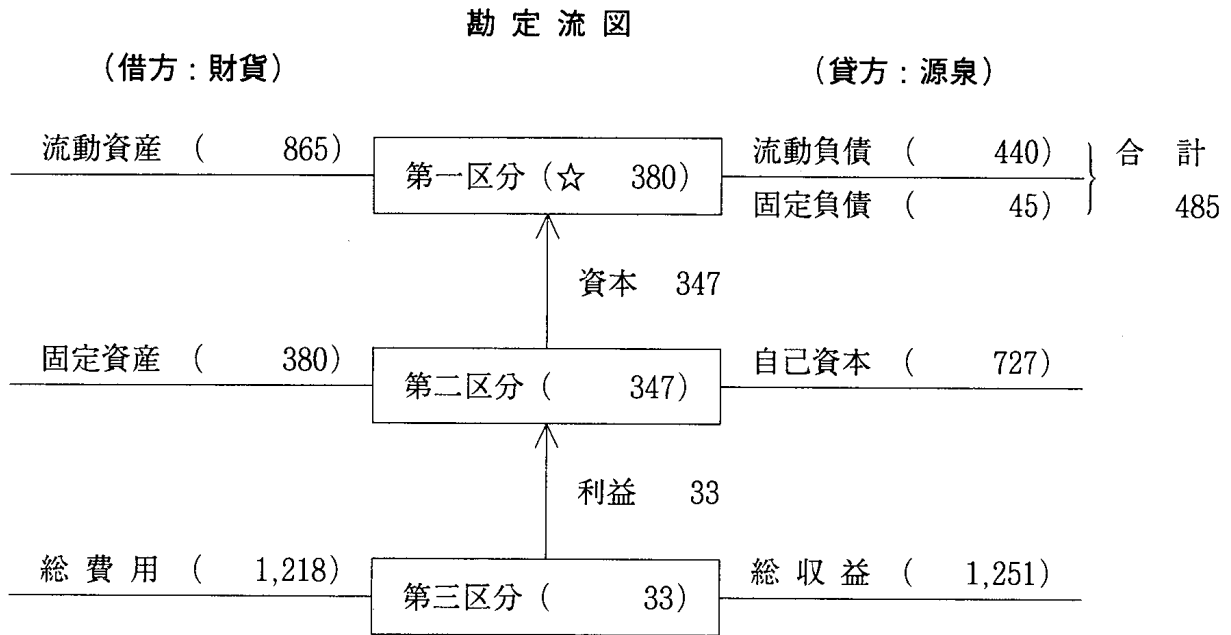 勘定流図
(借方：財貨) (貸方：源泉)
流動資産 ( 865) 第一区分 (☆ 380) 流動負債 ( 440) 合計
固定負債 ( 45) 485
資本 347
固定資産 ( 380) 第二区分 ( 347) 自己資本 ( 727)
利益 33
総費用 ( 1,218) 第三区分 ( 33) 総収益 ( 1,251)